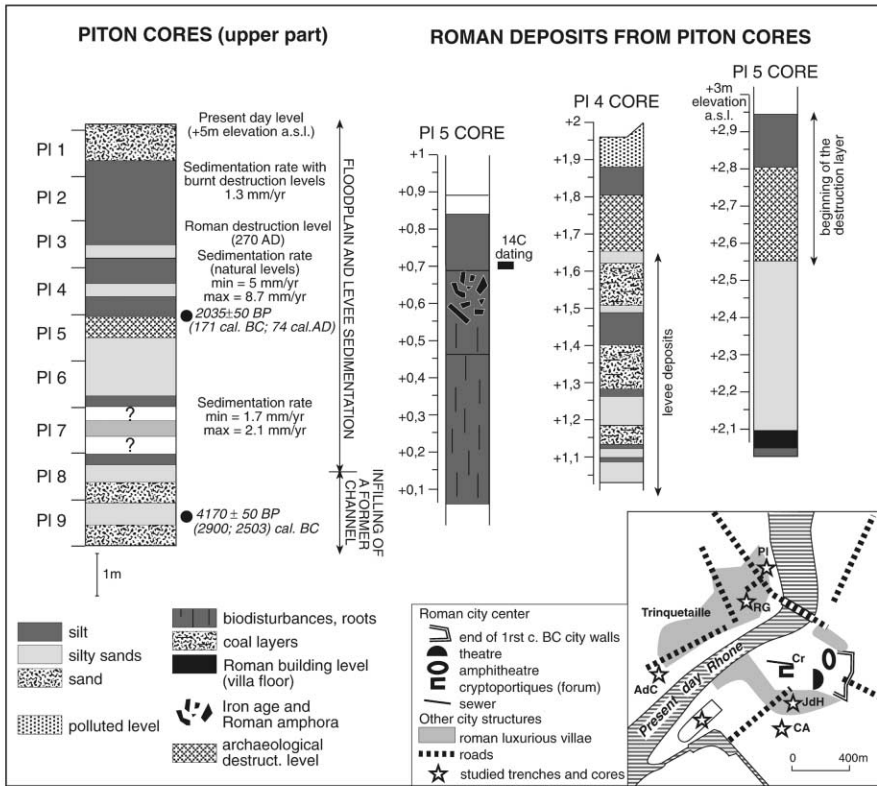 PITON CORES (upper part)
Present day level
(+5m elevation a.s.l.)
PI 1
PI 2
PI 3
PI 4
PI 5
PI 6
PI 7
PI 8
PI 9
Sedimentation rate with
burnt destruction levels
1.3 mm/yr
Roman destruction level
(270 AD)
Sedimentation rate
(natural levels)
min = 5 mm/yr
max = 8.7 mm/yr
2035±50 BP
(171 cal. BC; 74 cal.AD)
Sedimentation rate
min = 1.7 mm/yr
max = 2.1 mm/yr
?
?
4170 ± 50 BP
(2900; 2503) cal. BC
FLOODPLAIN AND LEVEE SEDIMENTATION
INFILLING OF
A FORMER
CHANNEL
1m
ROMAN DEPOSITS FROM PITON CORES
PI 5 CORE
+1
+0,9
+0,8
+0,7
+0,6
+0,5
+0,4
+0,3
+0,2
+0,1
14C
dating
PI 4 CORE
+2
+1,9
+1,8
+1,7
+1,6
+1,5
+1,4
+1,3
+1,2
+1,1
levee deposits
PI 5 CORE
+3m
elevation
a.s.l.
+2,9
+2,8
+2,7
+2,6
+2,5
+2,4
+2,3
+2,2
+2,1
beginning of the
destruction layer
silt
silty sands
sand
polluted level
biodisturbances, roots
coal layers
Roman building level
(villa floor)
Iron age and
Roman amphora
archaeological
destruct. level
Roman city center
end of 1rst c. BC city walls
theatre
amphitheatre
cryptoportiques (forum)
sewer
Other city structures
roman luxurious villae
roads
studied trenches and cores
PI
RG
Trinquetaille
AdC
Present day Rhone
Cr
JdH
CA
0 400m